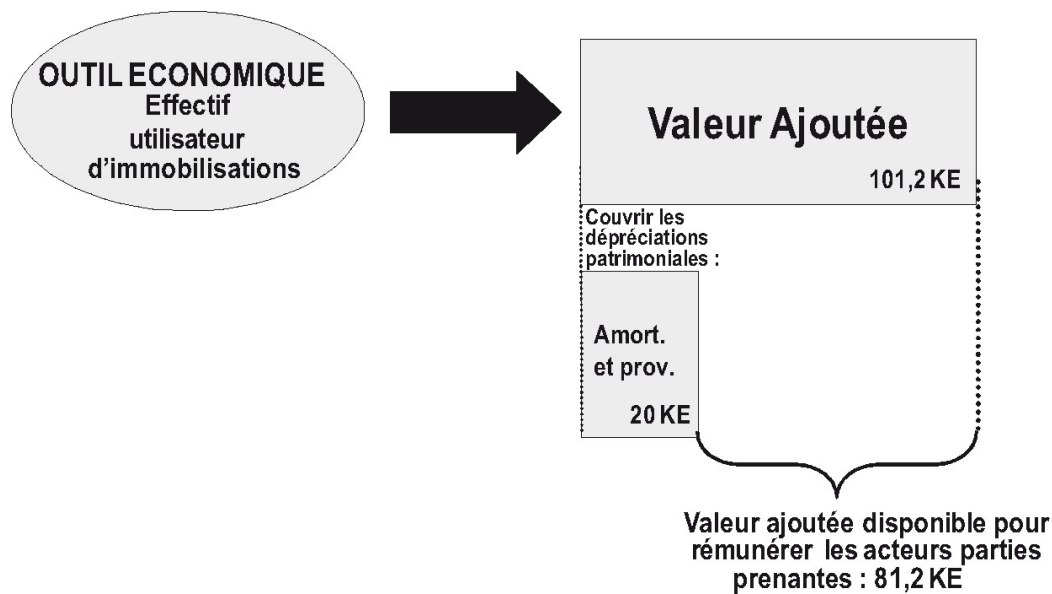 OUTIL ECONOMIQUE
Effectif
utilisateur
d'immobilisations
Valeur Ajoutée
101,2 KE
Couvrir les
dépréciations
patrimoniales :
Amort.
et prov.
20 KE
Valeur ajoutée disponible pour
rémunérer les acteurs parties
prenantes : 81,2 KE